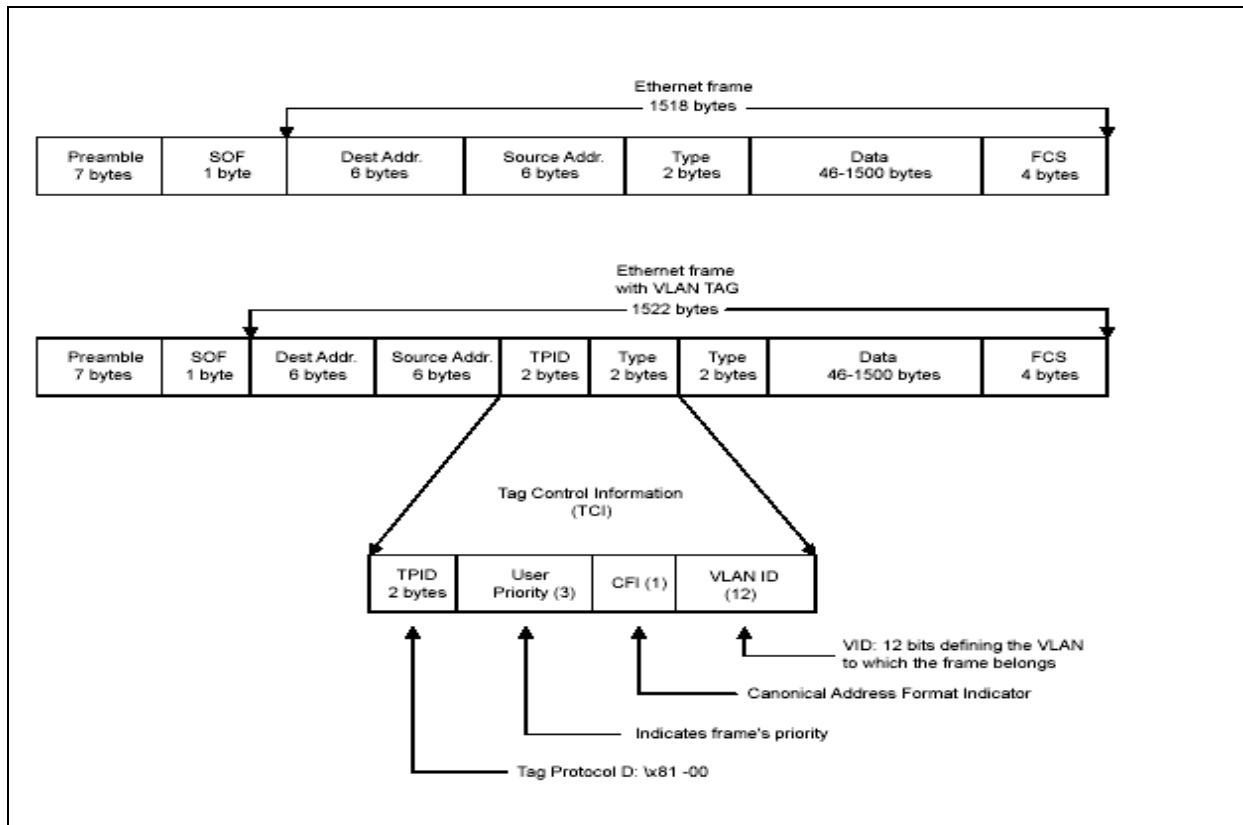 Ethernet frame
1518 bytes
Preamble
7 bytes
SOF
1 byte
Dest Addr.
6 bytes
Source Addr.
6 bytes
Type
2 bytes
Data
46-1500 bytes
FCS
4 bytes
Ethernet frame
with VLAN TAG
1522 bytes
Preamble
7 bytes
SOF
1 byte
Dest Addr.
6 bytes
Source Addr.
6 bytes
TPID
2 bytes
Type
2 bytes
Type
2 bytes
Data
46-1500 bytes
FCS
4 bytes
Tag Control Information
(TCI)
TPID
2 bytes
User
Priority (3)
CFI (1)
VLAN ID
(12)
VID: 12 bits defining the VLAN
to which the frame belongs
Canonical Address Format Indicator
Indicates frame's priority
Tag Protocol D: \x81 -00